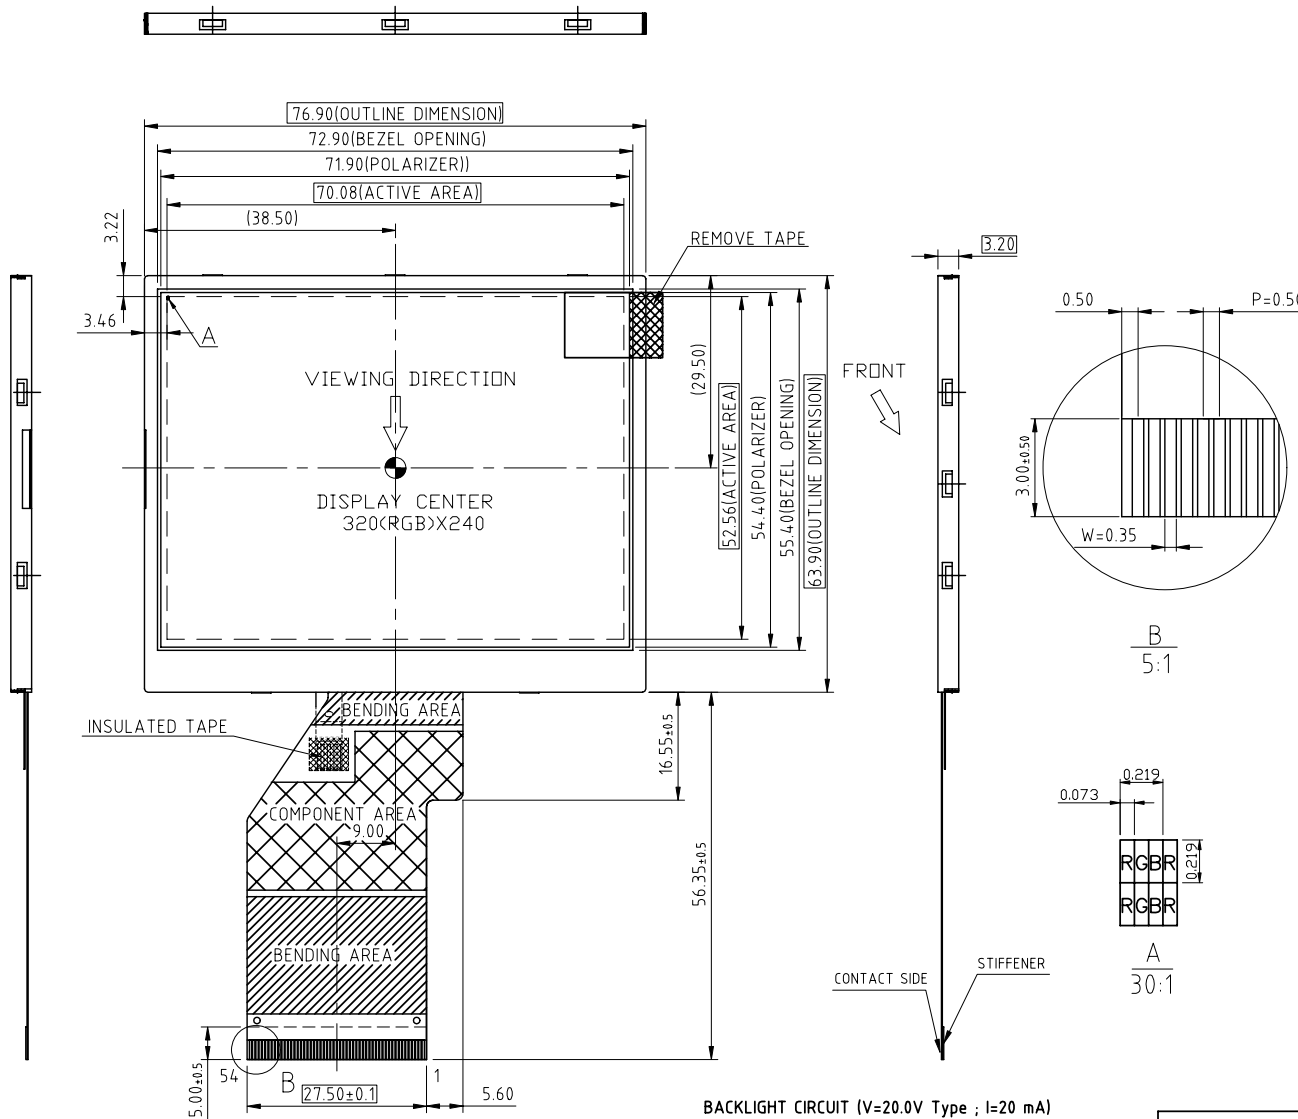 76.90(OUTLINE DIMENSION)
72.90(BEZEL OPENING)
71.90(POLARIZER))
70.08(ACTIVE AREA)
(38.50)
3.22
REMOVE TAPE
3.20
3.46
A
0.50
P=0.50
VIEWING DIRECTION
(29.50)
FRONT
52.56(ACTIVE AREA)
54.40(POLARIZER)
55.40(BEZEL OPENING)
63.90(OUTLINE DIMENSION)
3.00±0.50
DISPLAY CENTER
320(RGB)X240
W=0.35
B
5:1
BENDING AREA
INSULATED TAPE
16.55±0.5
COMPONENT AREA
9.00
56.35±0.5
0.219
0.073
0.219
RGBR
RGBR
A
30:1
BENDING AREA
CONTACT SIDE
STIFFENER
5.00±0.5
54
B
27.50±0.1
1
5.60
BACKLIGHT CIRCUIT (V=20.0V Type ; I=20 mA)